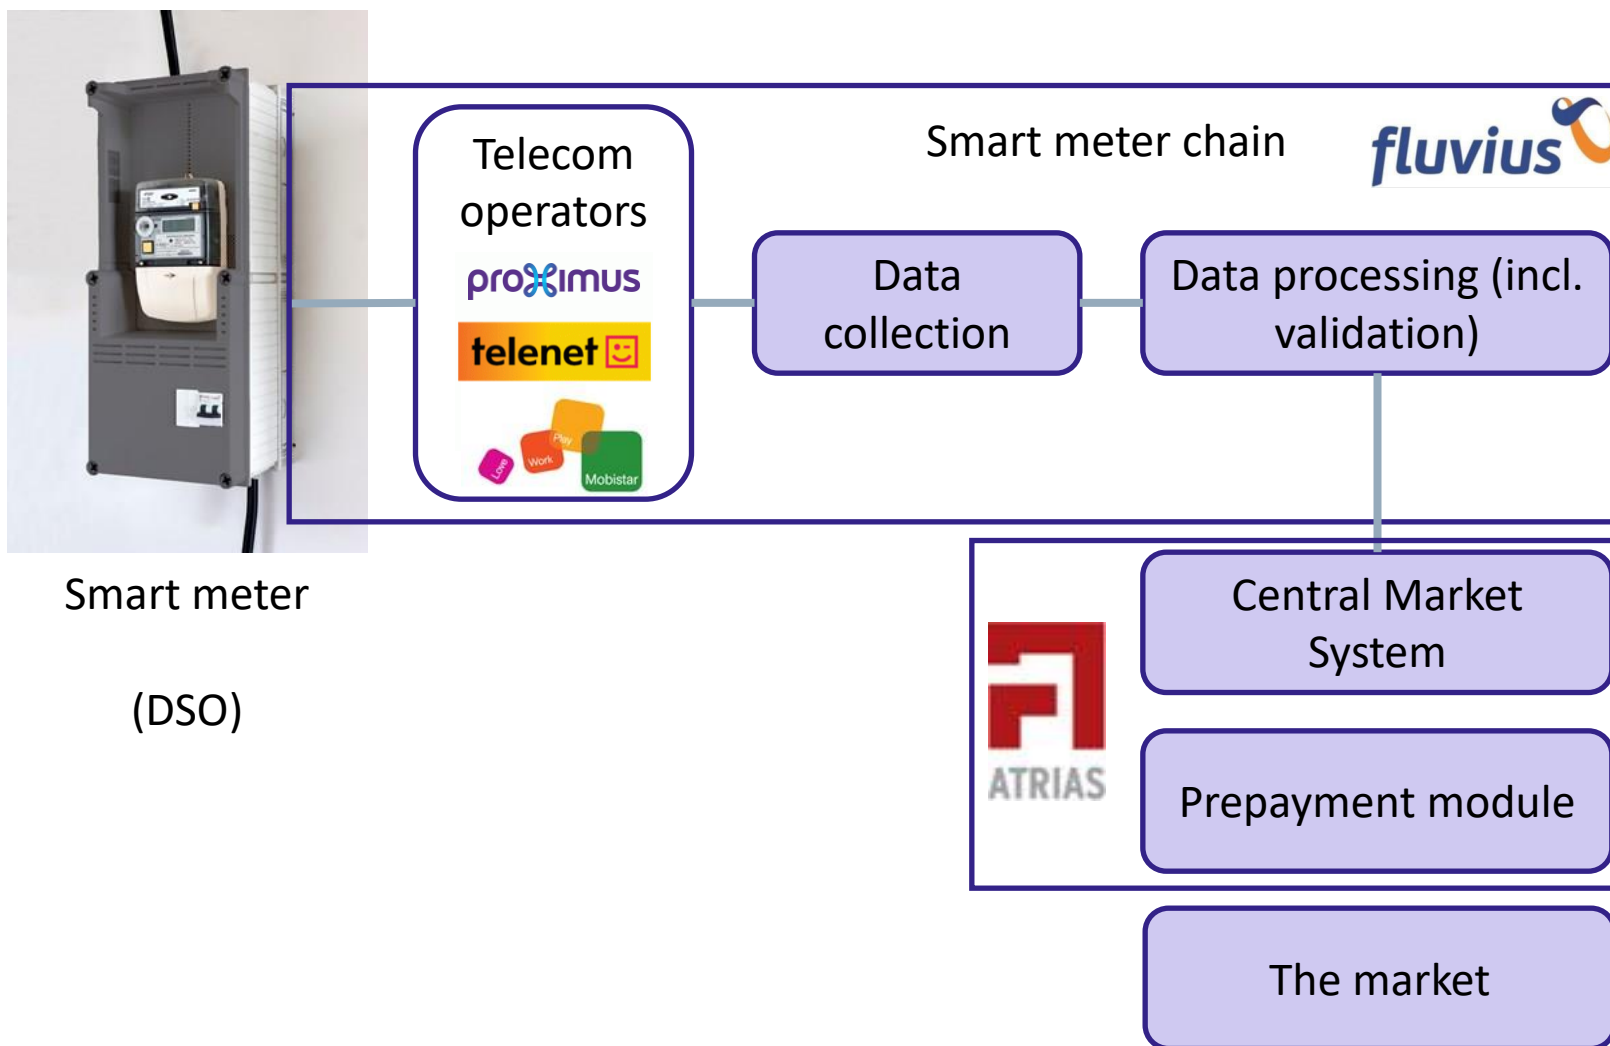 Smart meter chain
fluvius
Telecom
operators
proximus
telenet
Love
Work
Play
Mobistar
Data
collection
Data processing (incl.
validation)
Smart meter
(DSO)
Central Market
System
ATRIAS
Prepayment module
The market